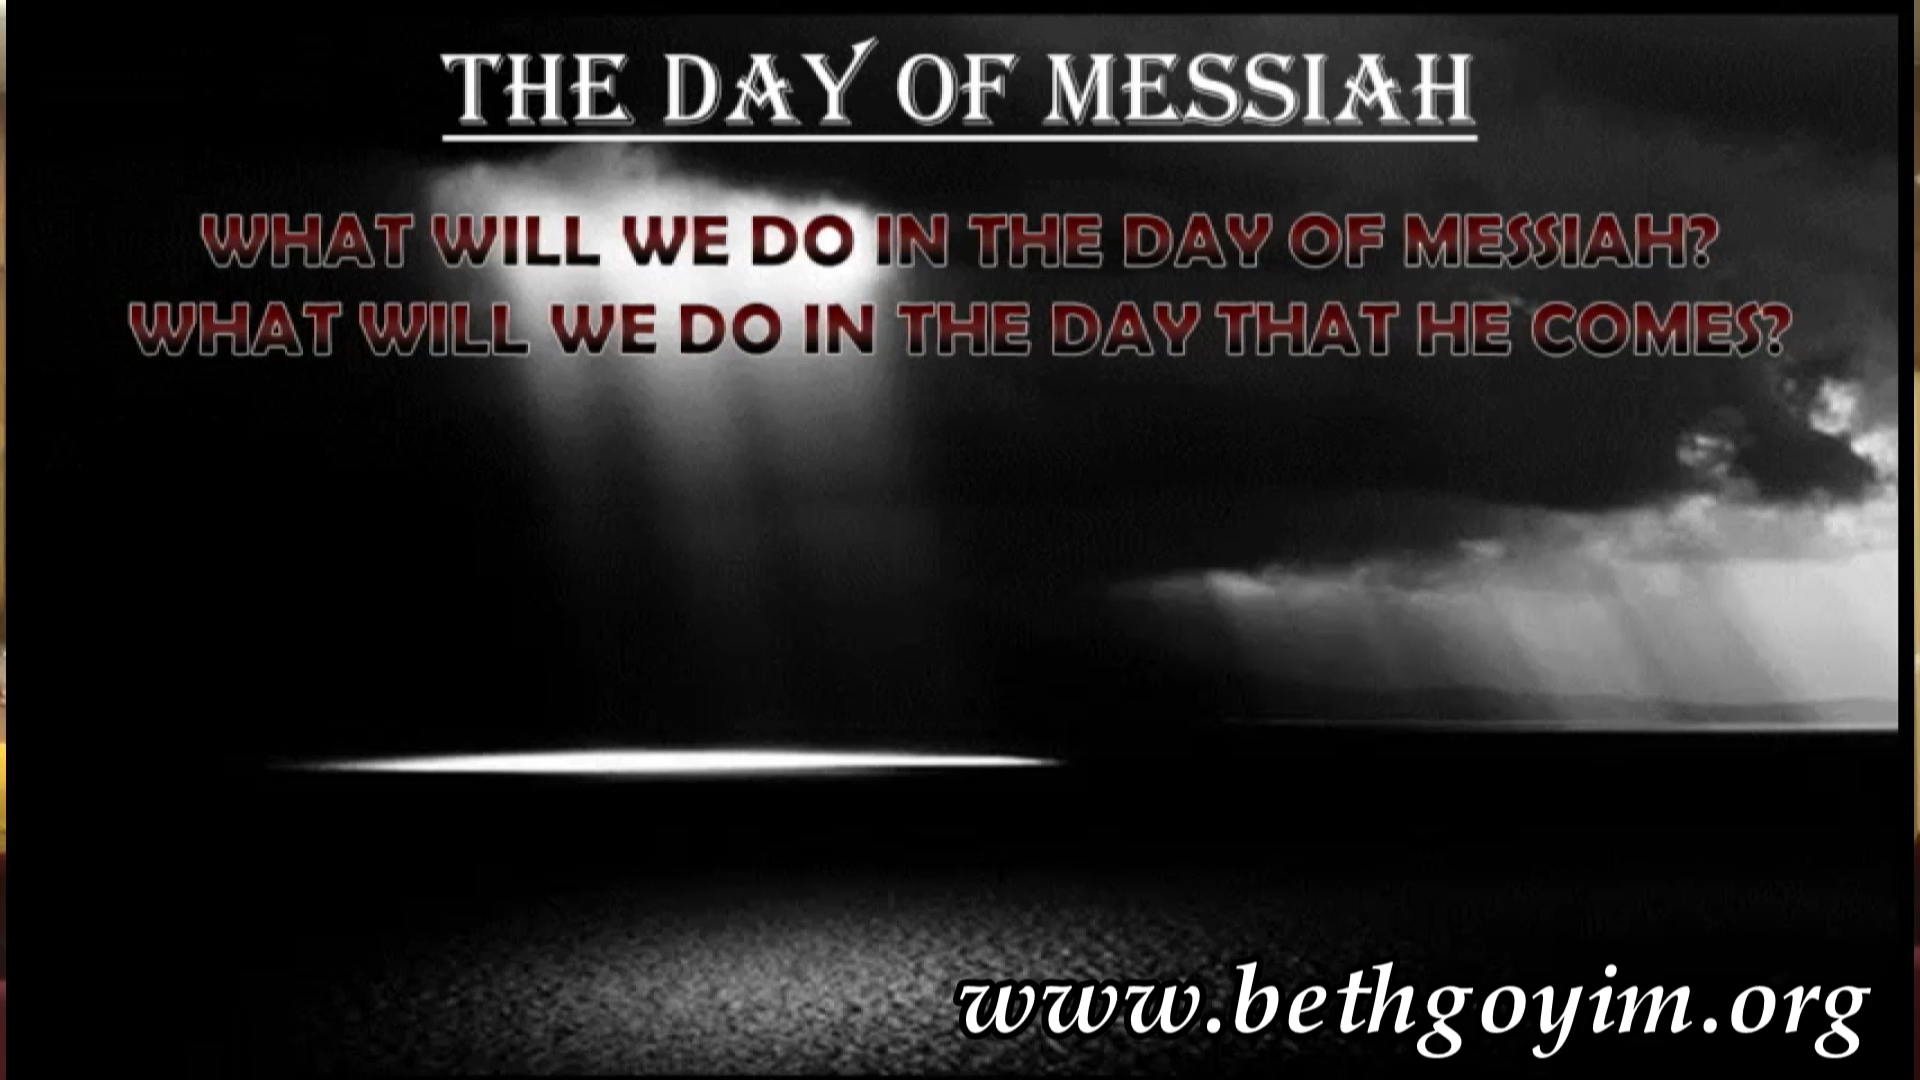 THE DAY OF MESSIAH
WHAT WILL WE DO IN THE DAY OF MESSIAH?
WHAT WILL WE DO IN THE DAY THAT HE COMES?
www.bethgoyim.org